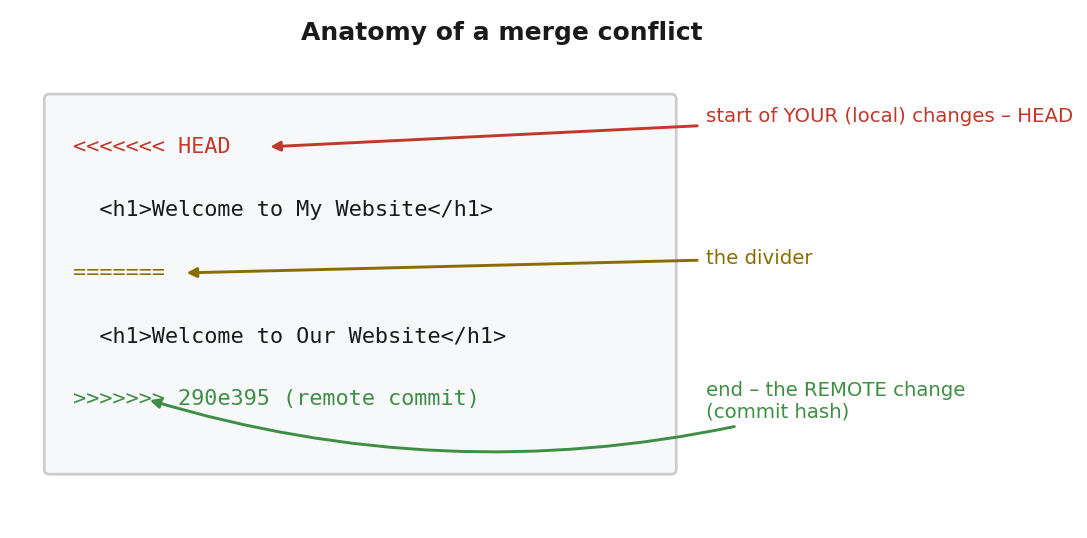 Anatomy of a merge conflict
<<<<<<< HEAD
start of YOUR (local) changes – HEAD
<h1>Welcome to My Website</h1>
=======
the divider
<h1>Welcome to Our Website</h1>
>>>>>>> 290e395 (remote commit)
end – the REMOTE change
(commit hash)